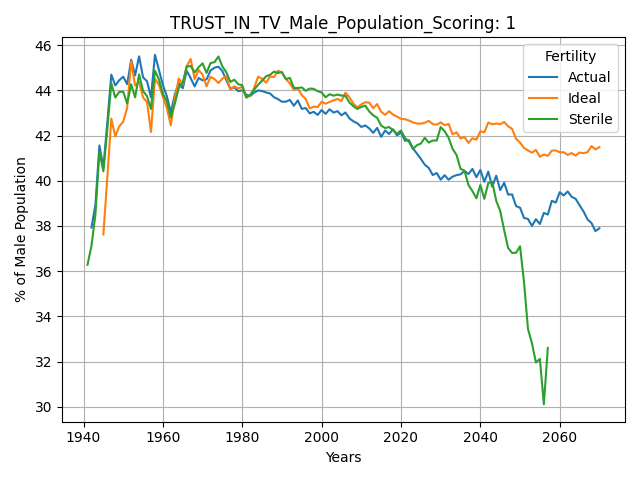 TRUST_IN_TV_Male_Population_Scoring: 1
Fertility
Actual
Ideal
Sterile
% of Male Population
46
44
42
40
38
36
34
32
30
1940 1960 1980 2000 2020 2040 2060
Years